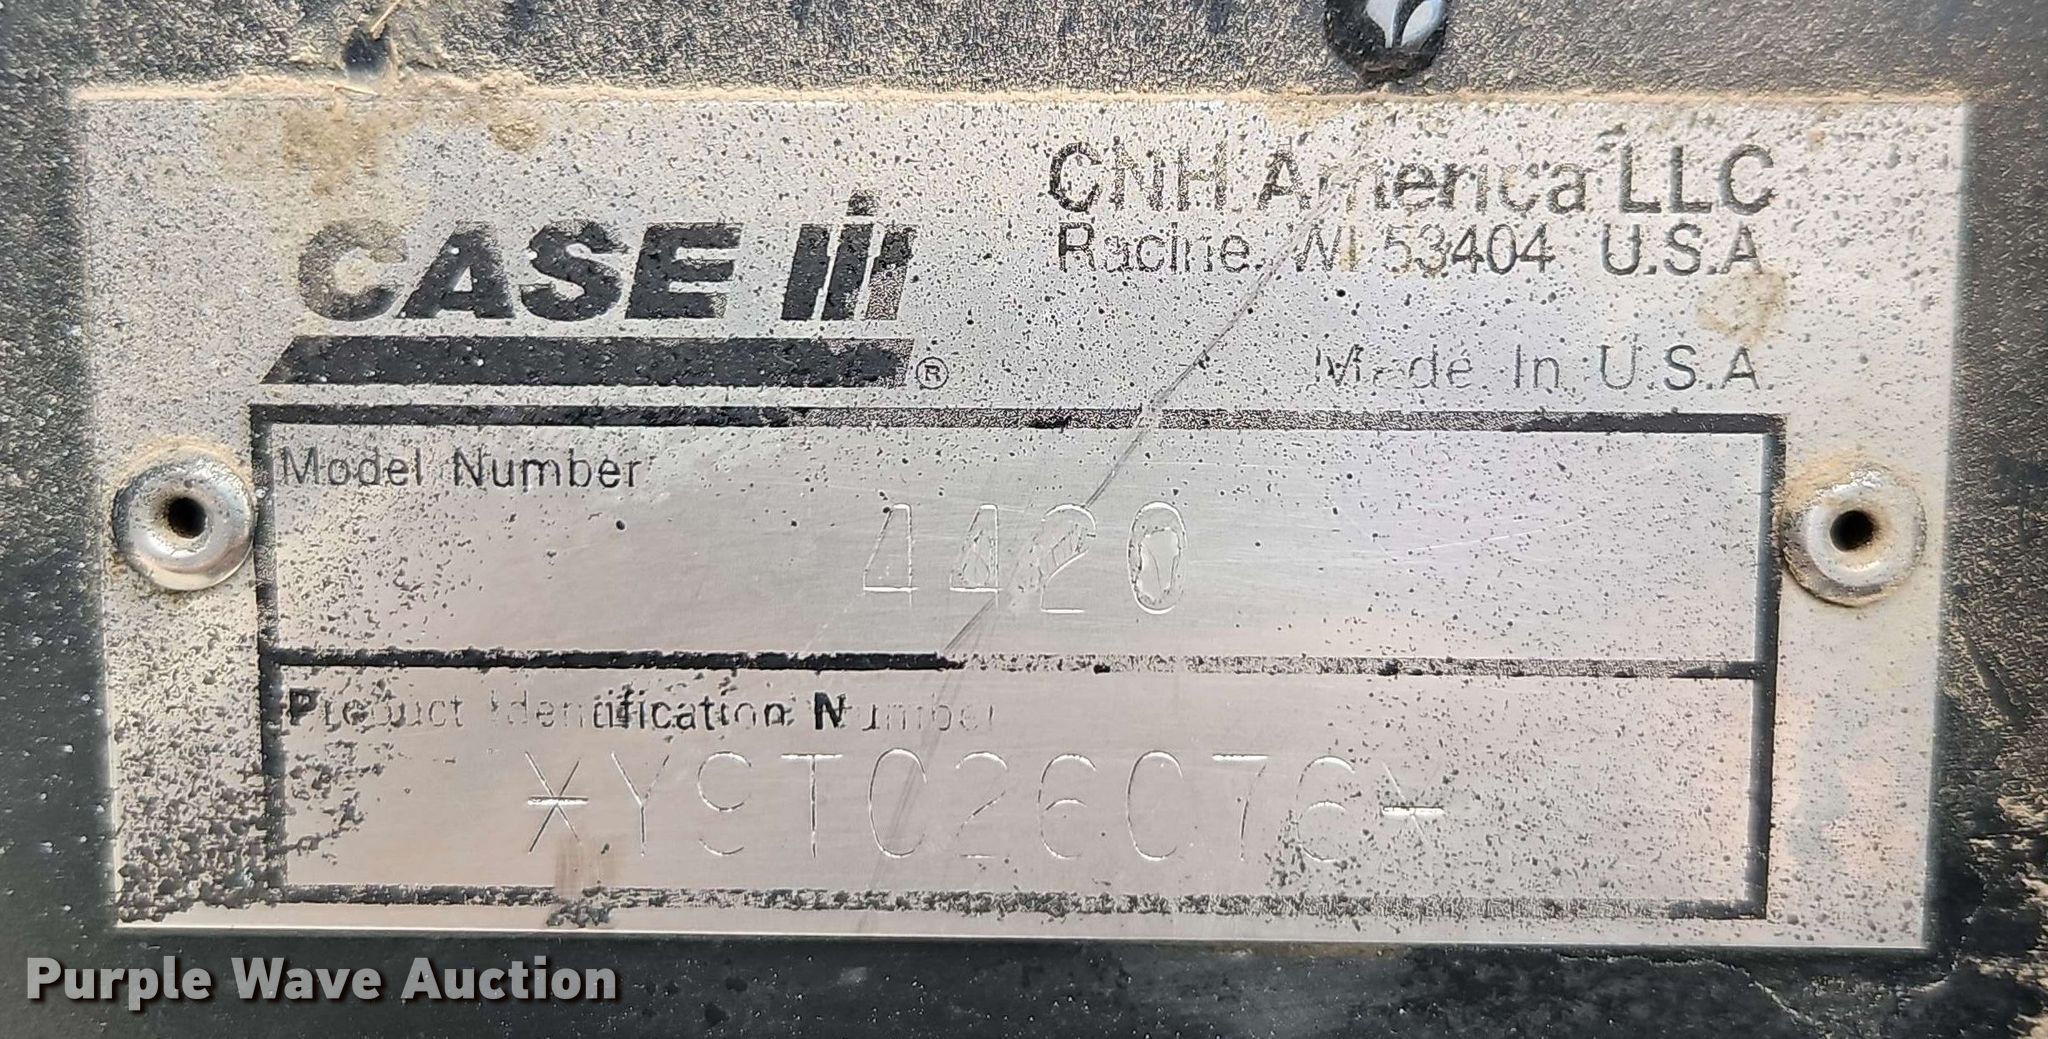 CASE IH ®
CNH America LLC
Racine, WI 53404 U.S.A.
Made In U.S.A.
Model Number
4420
Product Identification Number
*Y9T026076*
Purple Wave Auction